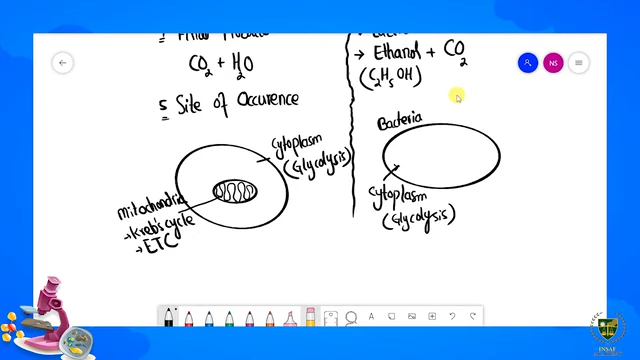 CO2 + H2O
5 Site of Occurence
Cytoplasm
(Glycolysis)
Mitochondria
→ Kreb's cycle
→ ETC
→ Ethanol + CO2
(C2H5OH)
Bacteria
Cytoplasm
(Glycolysis)
NS
ENSAF